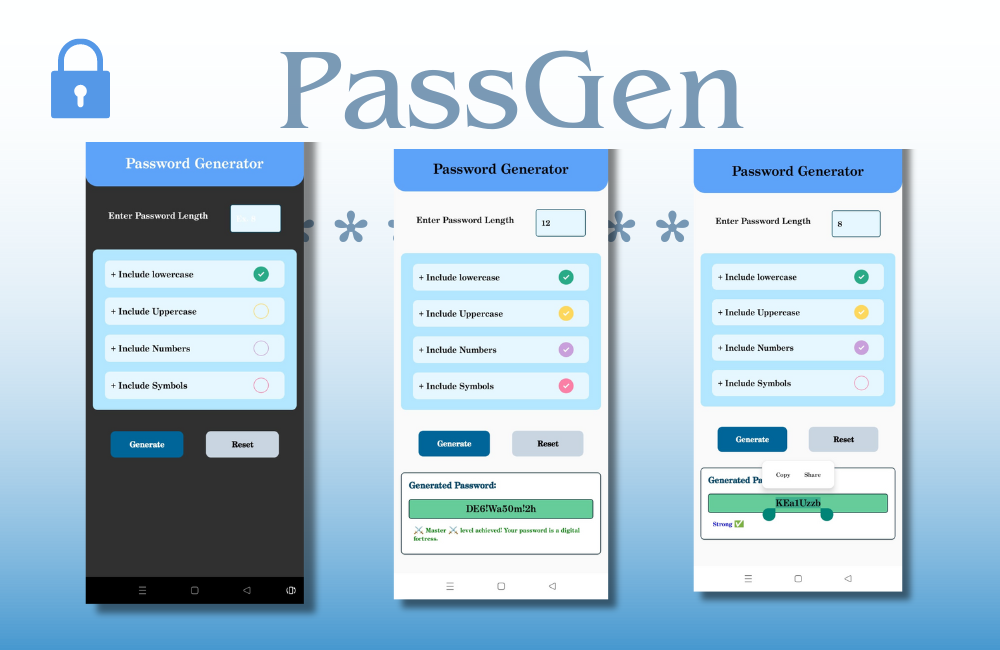 PassGen
Password Generator
Enter Password Length
+ Include lowercase
+ Include Uppercase
+ Include Numbers
+ Include Symbols
Generate
Reset
Password Generator
Enter Password Length
12
+ Include lowercase
+ Include Uppercase
+ Include Numbers
+ Include Symbols
Generate
Reset
Generated Password:
DE6!Wa50m!2h
⚔️ Master ⚔️ level achieved! Your password is a digital
fortress.
Password Generator
Enter Password Length
8
+ Include lowercase
+ Include Uppercase
+ Include Numbers
+ Include Symbols
Generate
Reset
Generated Pa
Copy
Share
KEa1Uzzb
Strong ✅